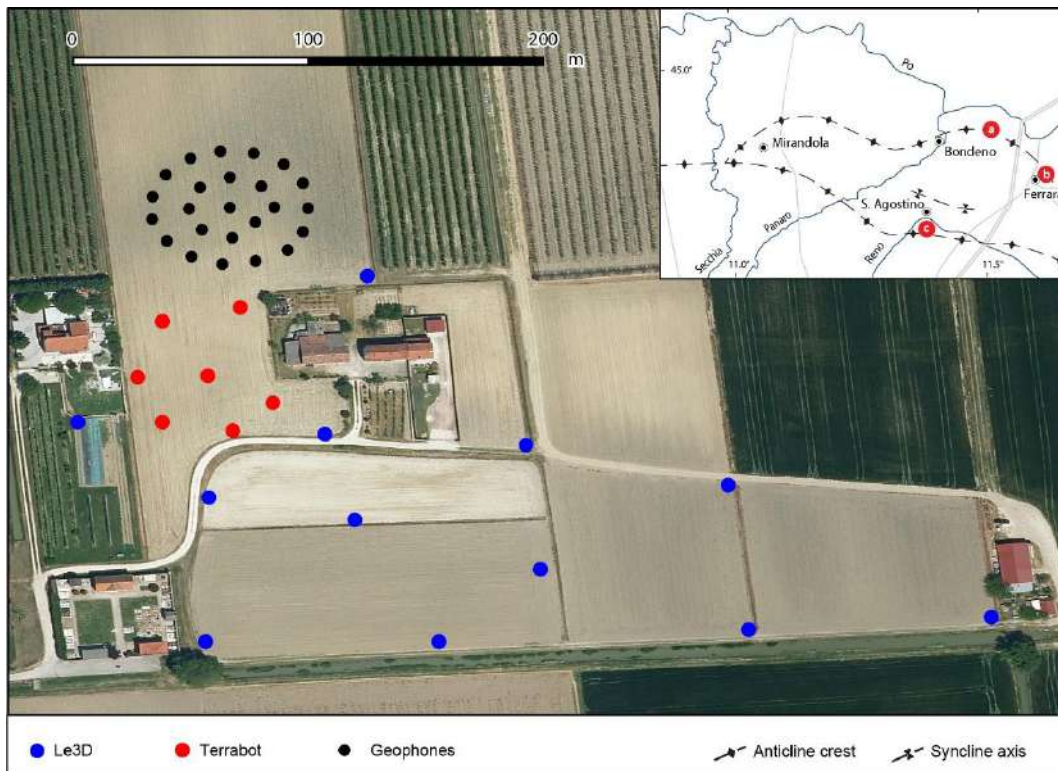 0 100 200
m
45.0°
Po
a
Mirandola
Bondeno
b
Ferrara
S. Agostino
c
Panaro
Reno
Secchia
11.0°
11.5°
Le3D Terrabot Geophones Anticline crest Syncline axis